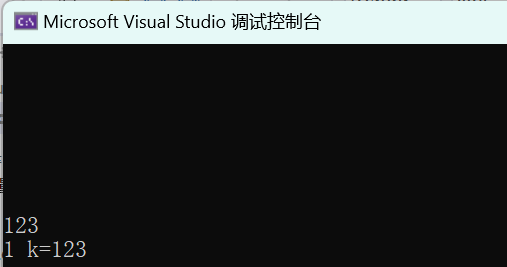 Microsoft Visual Studio 调试控制台
123
1 k=123